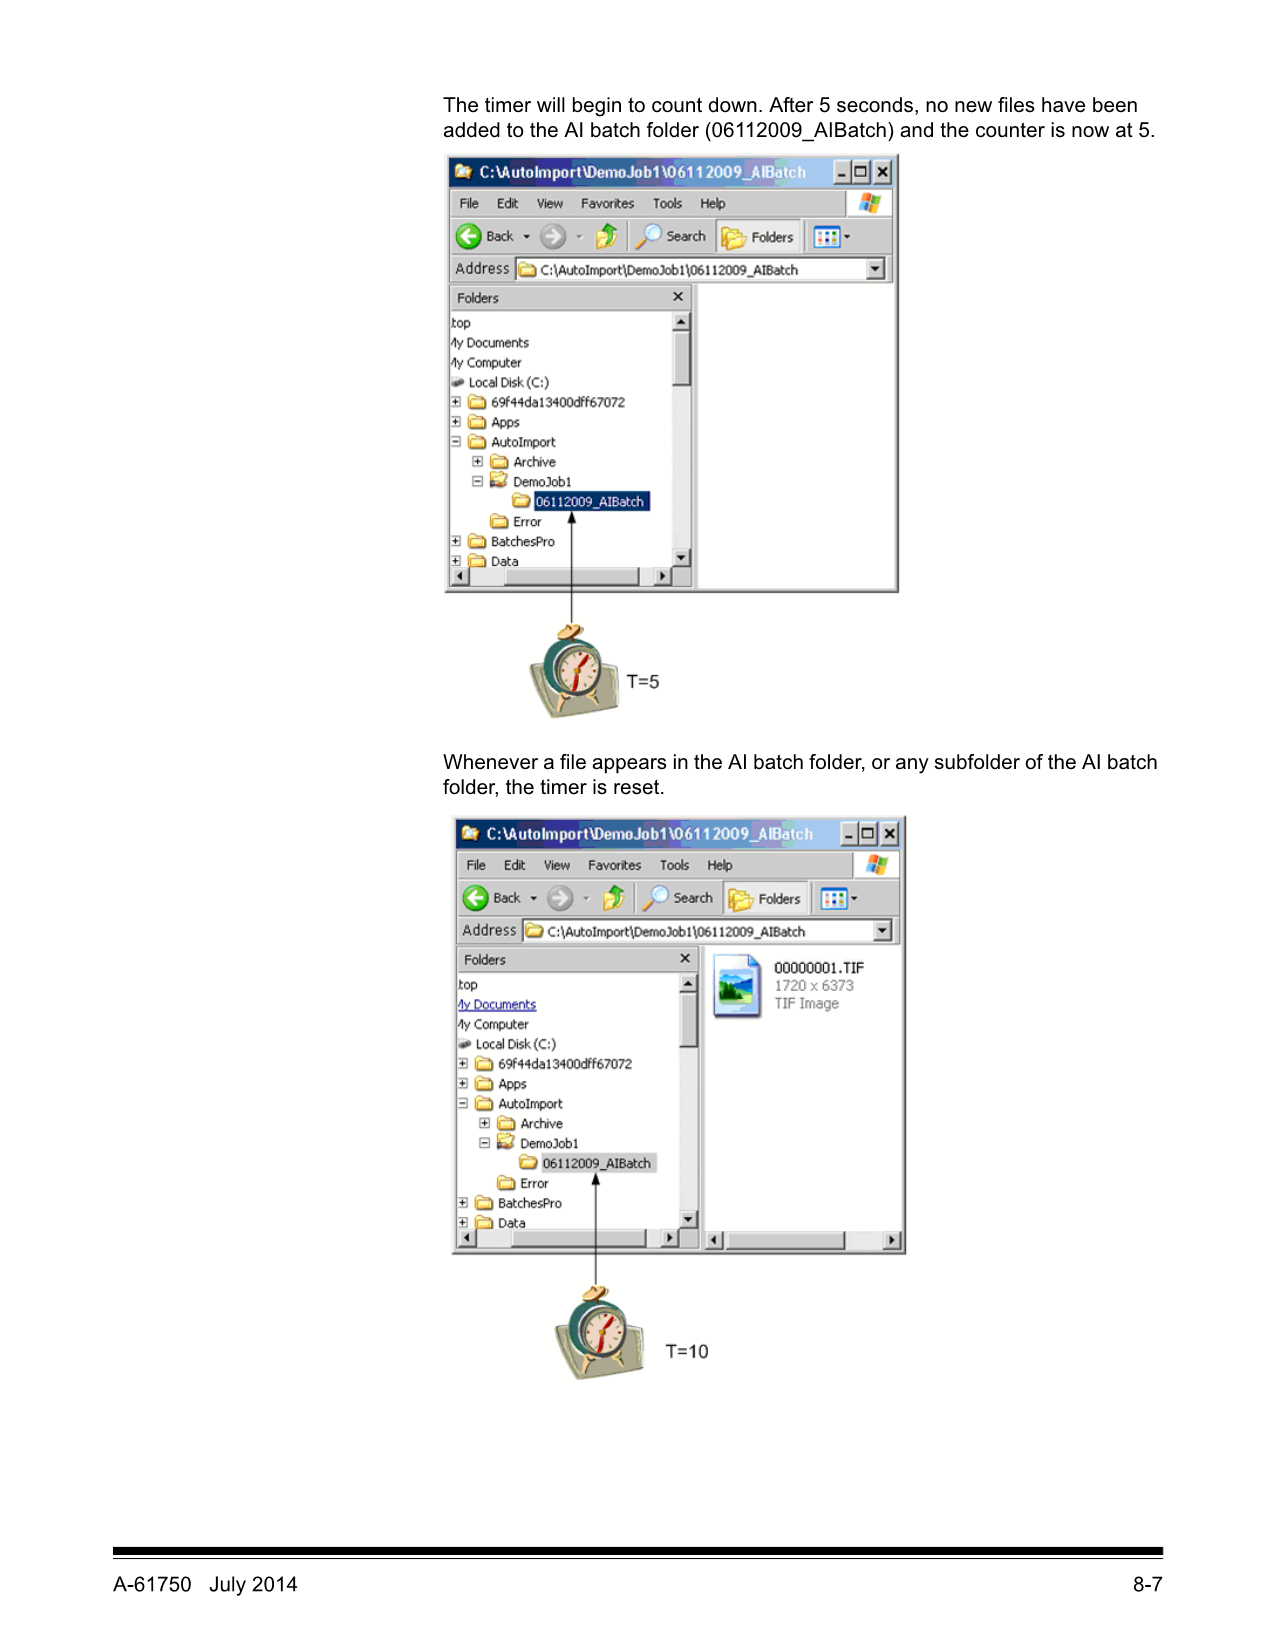 The timer will begin to count down. After 5 seconds, no new files have been
added to the AI batch folder (06112009_AIBatch) and the counter is now at 5.
C:\AutoImport\DemoJob1\06112009_AIBatch
File Edit View Favorites Tools Help
Back Search Folders
Address C:\AutoImport\DemoJob1\06112009_AIBatch
Folders
top
My Documents
My Computer
Local Disk (C:)
69f44da13400dff67072
Apps
AutoImport
Archive
DemoJob1
06112009_AIBatch
Error
BatchesPro
Data
T=5
Whenever a file appears in the AI batch folder, or any subfolder of the AI batch
folder, the timer is reset.
C:\AutoImport\DemoJob1\06112009_AIBatch
File Edit View Favorites Tools Help
Back Search Folders
Address C:\AutoImport\DemoJob1\06112009_AIBatch
Folders
00000001.TIF
1720 x 6373
TIF Image
top
My Documents
My Computer
Local Disk (C:)
69f44da13400dff67072
Apps
AutoImport
Archive
DemoJob1
06112009_AIBatch
Error
BatchesPro
Data
T=10
A-61750 July 2014 8-7